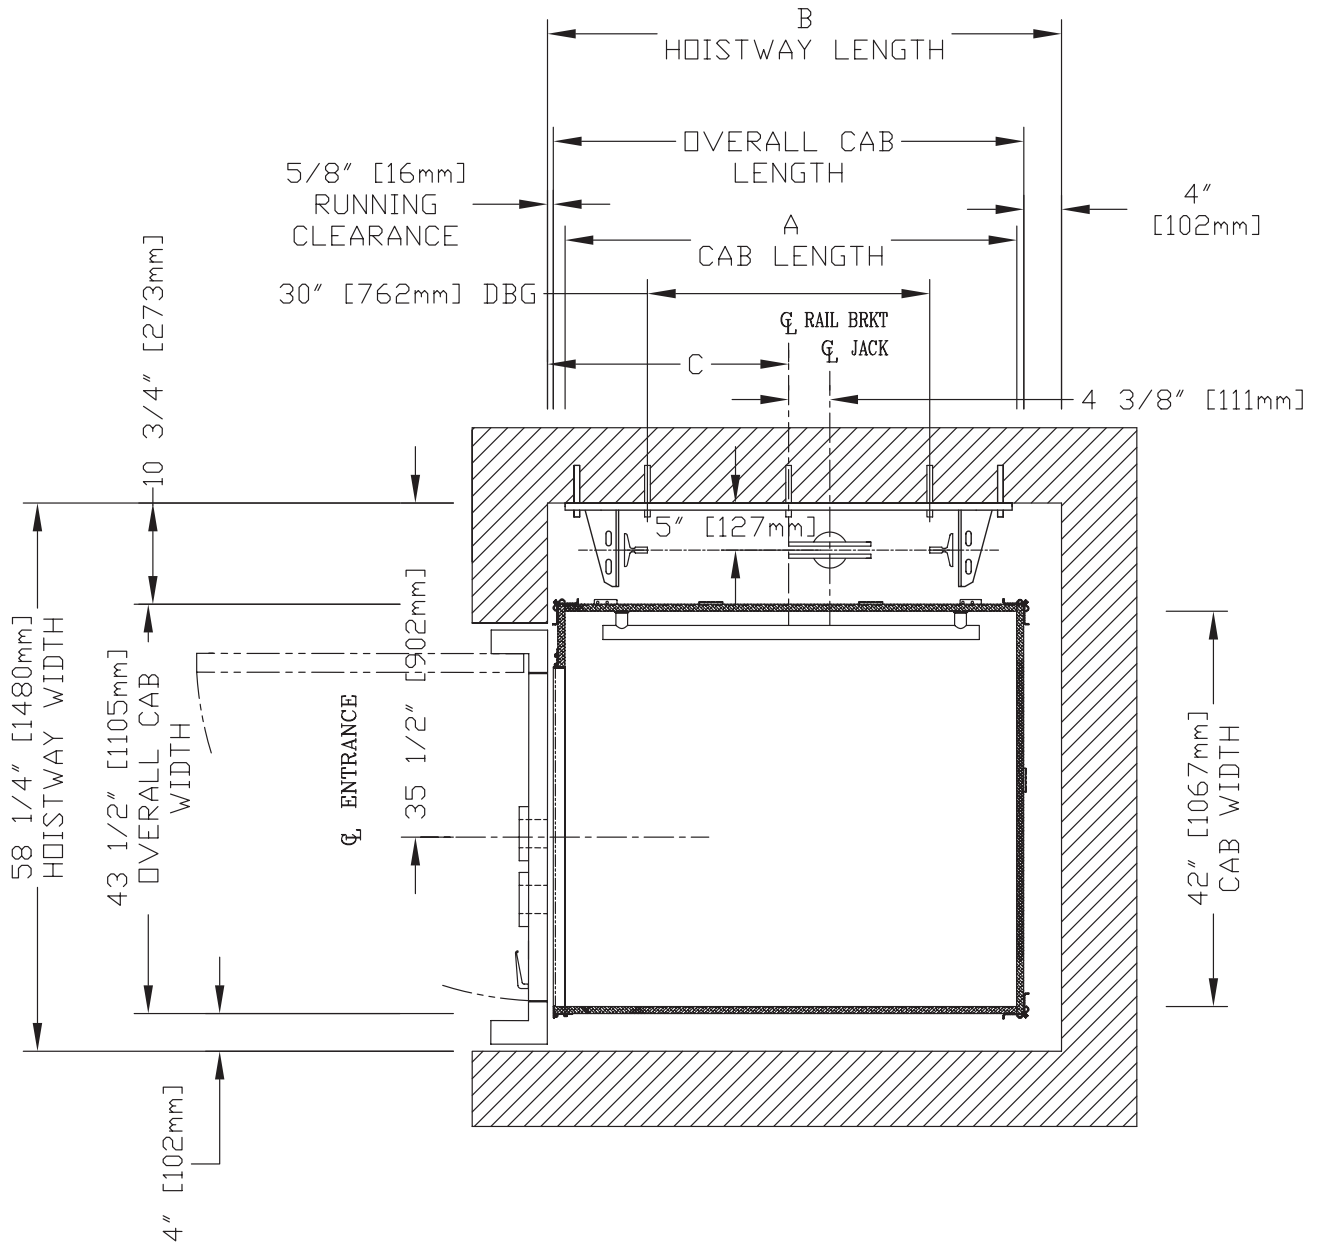 B
HOISTWAY LENGTH
OVERALL CAB
LENGTH
5/8" [16mm]
RUNNING
CLEARANCE
4"
[102mm]
A
CAB LENGTH
30" [762mm] DBG
℄ RAIL BRKT
℄ JACK
C
4 3/8" [111mm]
10 3/4" [273mm]
5" [127mm]
35 1/2" [902mm]
℄ ENTRANCE
58 1/4" [1480mm]
HOISTWAY WIDTH
43 1/2" [1105mm]
OVERALL CAB
WIDTH
42" [1067mm]
CAB WIDTH
4" [102mm]